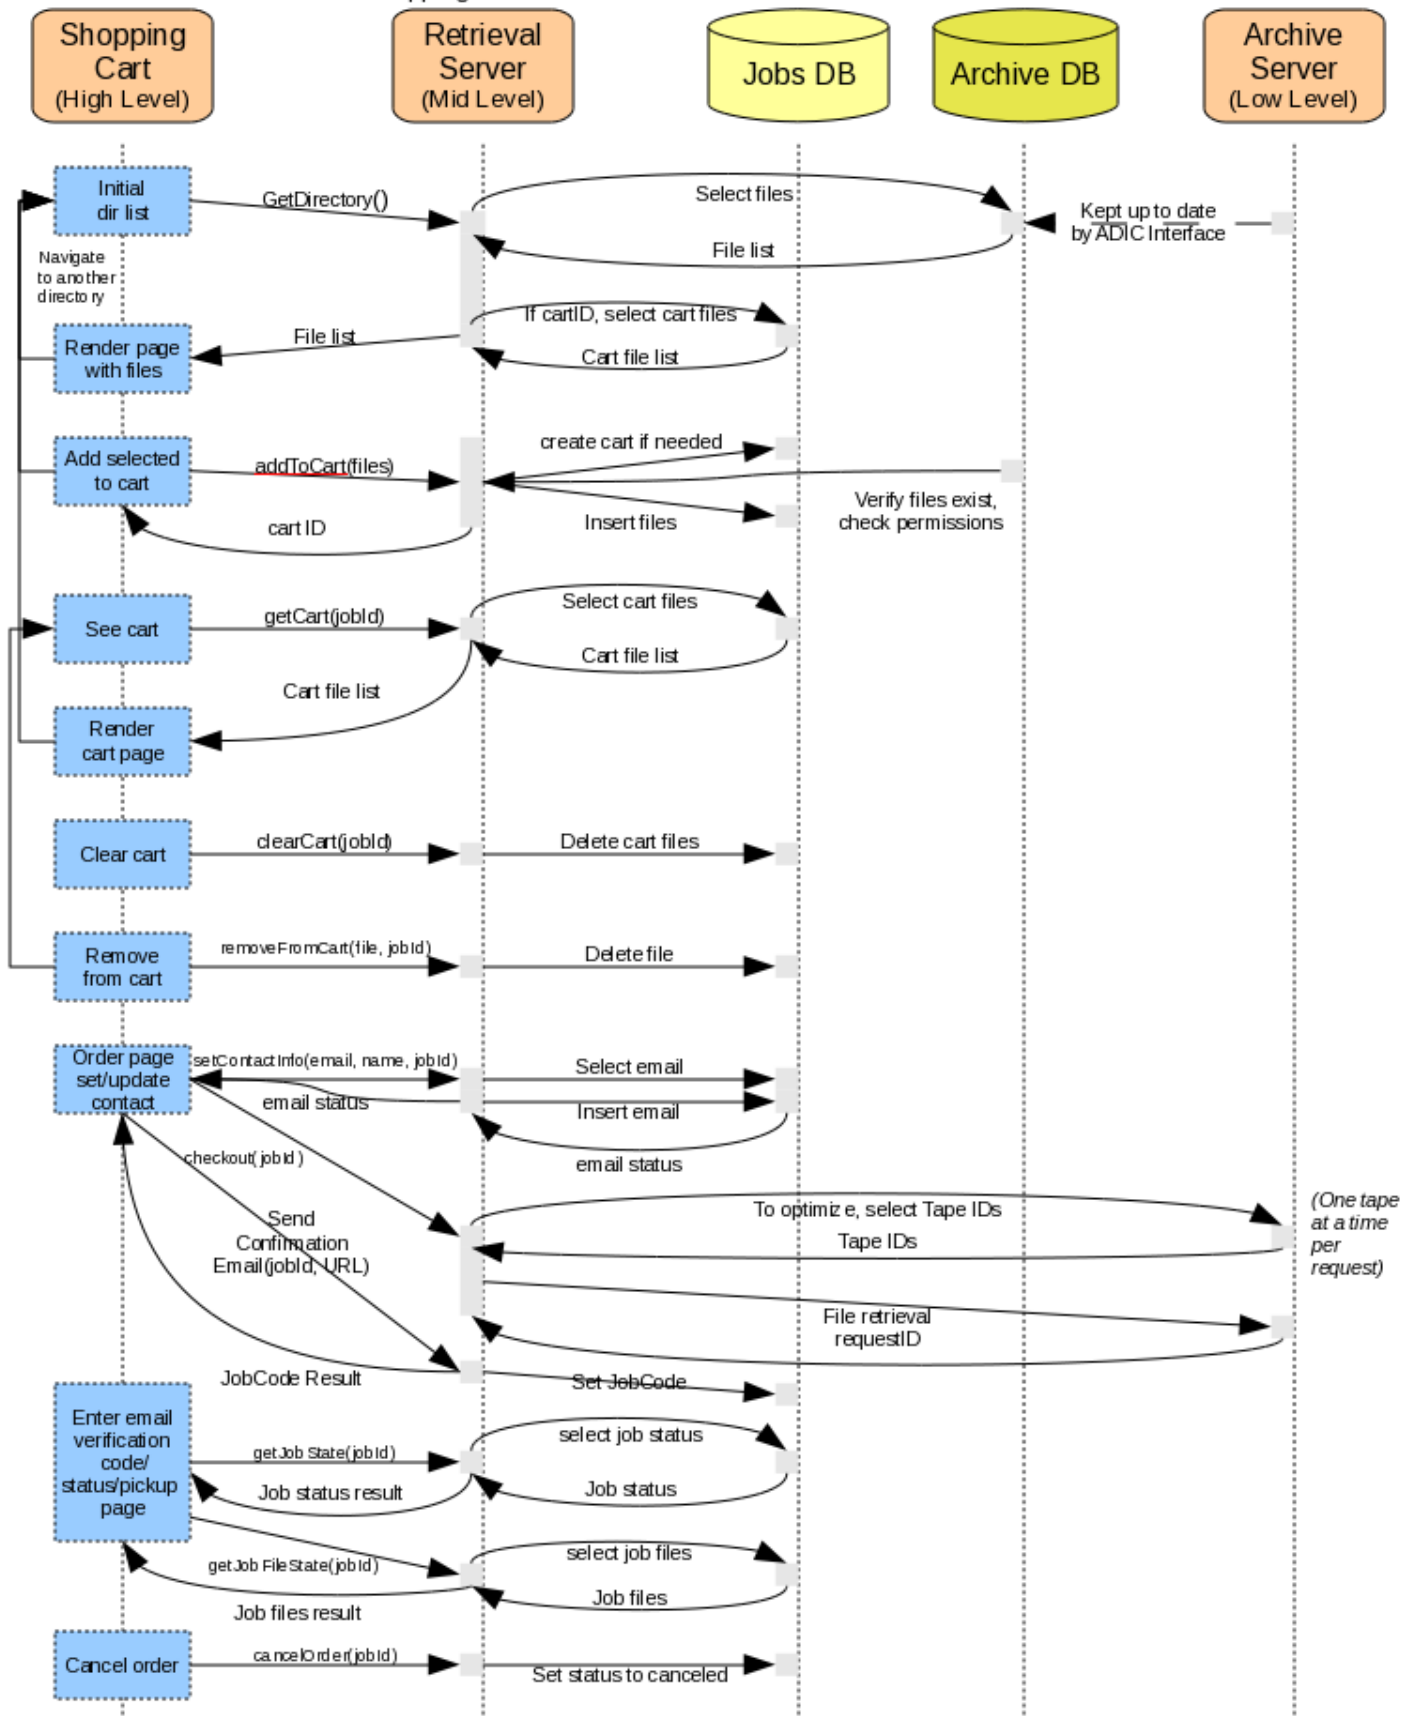 Shopping
Cart
(High Level)
Retrieval
Server
(Mid Level)
Jobs DB
Archive DB
Archive
Server
(Low Level)
Initial
dir list
GetDirectory()
Select files
Kept up to date
by ADIC Interface
File list
Navigate
to another
directory
If cartID, select cart files
File list
Render page
with files
Cart file list
Add selected
to cart
addToCart(files)
create cart if needed
Verify files exist,
check permissions
Insert files
cart ID
See cart
getCart(jobId)
Select cart files
Cart file list
Cart file list
Render
cart page
Clear cart
clearCart(jobId)
Delete cart files
Remove
from cart
removeFromCart(file, jobId)
Delete file
Order page
set/update
contact
setContactInfo(email, name, jobId)
Select email
email status
Insert email
checkout(jobId)
email status
Send
Confirmation
Email(jobId, URL)
To optimize, select Tape IDs
Tape IDs
(One tape
at a time
per
request)
File retrieval
requestID
JobCode Result
Set JobCode
Enter email
verification
code/
status/pickup
page
getJobState(jobId)
select job status
Job status result
Job status
getJobFileState(jobId)
select job files
Job files
Job files result
Cancel order
cancelOrder(jobId)
Set status to canceled